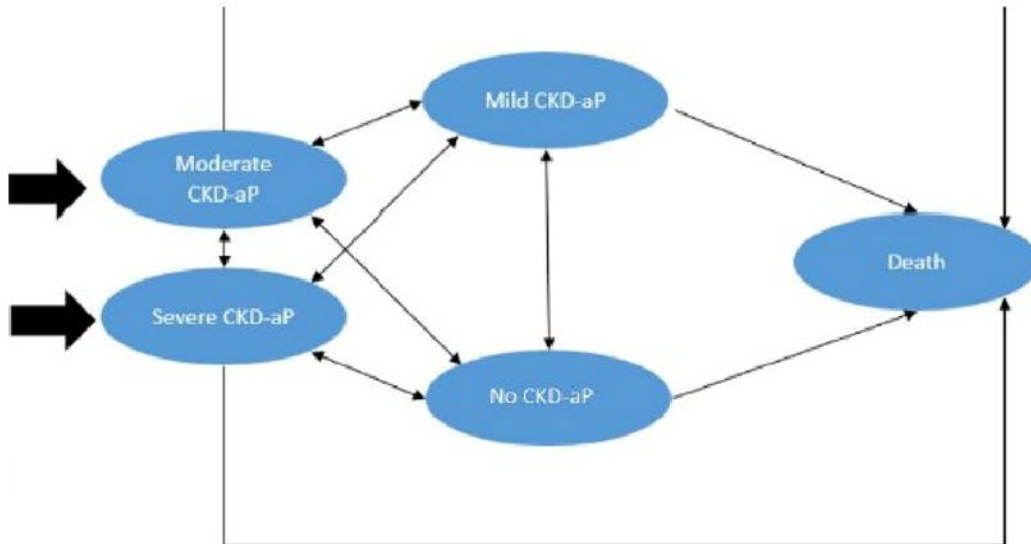 Mild CKD-aP
Moderate
CKD-aP
Death
Severe CKD-aP
No CKD-aP